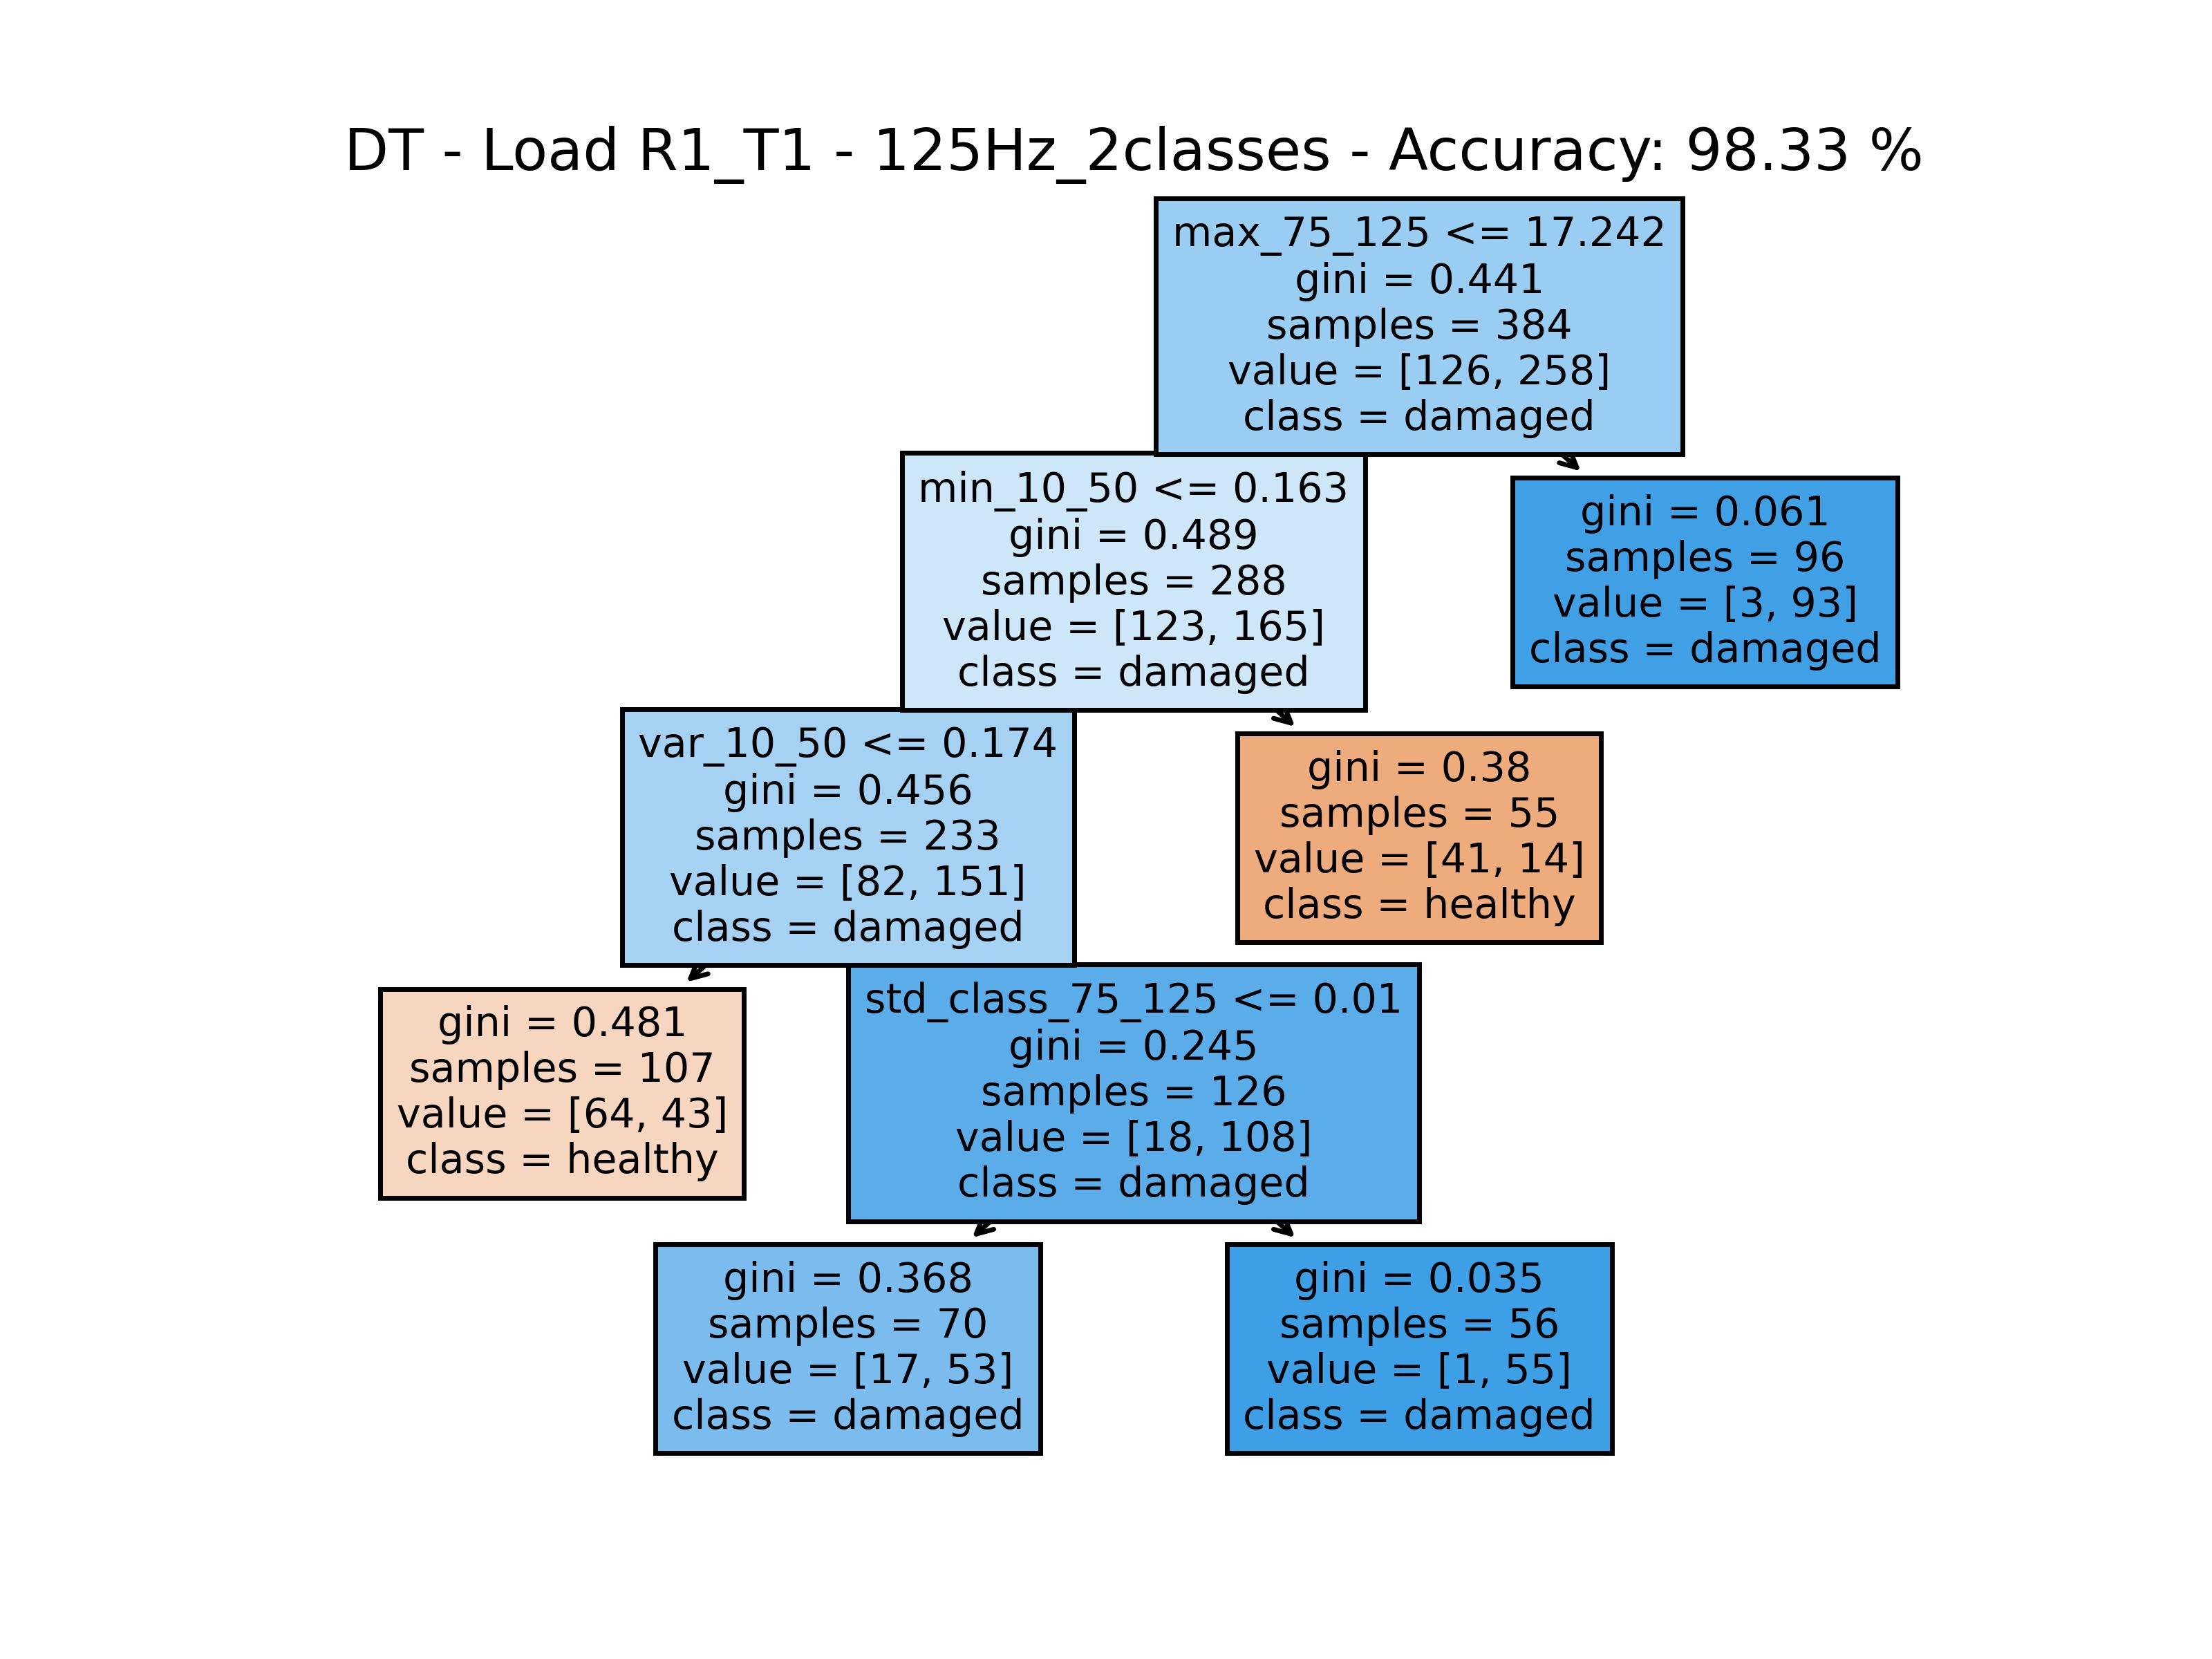 DT - Load R1_T1 - 125Hz_2classes - Accuracy: 98.33 %
max_75_125 <= 17.242
gini = 0.441
samples = 384
value = [126, 258]
class = damaged
min_10_50 <= 0.163
gini = 0.489
samples = 288
value = [123, 165]
class = damaged
gini = 0.061
samples = 96
value = [3, 93]
class = damaged
var_10_50 <= 0.174
gini = 0.456
samples = 233
value = [82, 151]
class = damaged
gini = 0.38
samples = 55
value = [41, 14]
class = healthy
gini = 0.481
samples = 107
value = [64, 43]
class = healthy
std_class_75_125 <= 0.01
gini = 0.245
samples = 126
value = [18, 108]
class = damaged
gini = 0.368
samples = 70
value = [17, 53]
class = damaged
gini = 0.035
samples = 56
value = [1, 55]
class = damaged